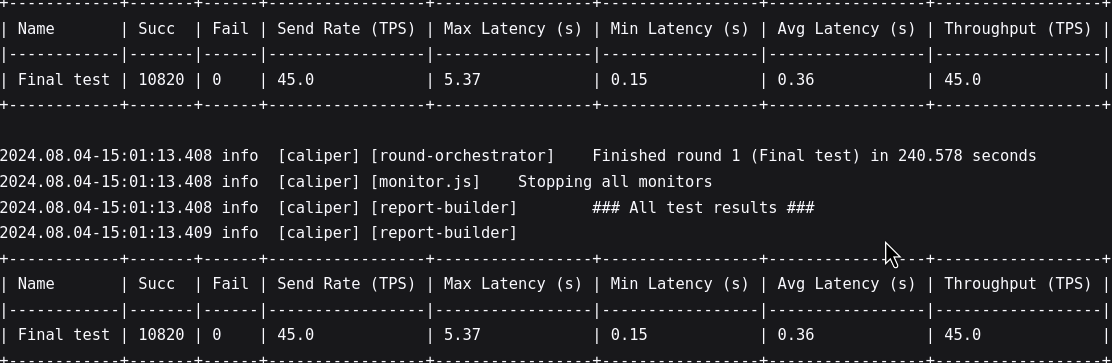 +------------+-------+------+-----------------+-----------------+-----------------+-----------------+------------------+
| Name       | Succ  | Fail | Send Rate (TPS) | Max Latency (s) | Min Latency (s) | Avg Latency (s) | Throughput (TPS) |
|------------|-------|------|-----------------|-----------------|-----------------|-----------------|------------------|
| Final test | 10820 | 0    | 45.0            | 5.37            | 0.15            | 0.36            | 45.0             |
+------------+-------+------+-----------------+-----------------+-----------------+-----------------+------------------+
2024.08.04-15:01:13.408 info  [caliper] [round-orchestrator]    Finished round 1 (Final test) in 240.578 seconds
2024.08.04-15:01:13.408 info  [caliper] [monitor.js]    Stopping all monitors
2024.08.04-15:01:13.408 info  [caliper] [report-builder]        ### All test results ###
2024.08.04-15:01:13.409 info  [caliper] [report-builder]
+------------+-------+------+-----------------+-----------------+-----------------+-----------------+------------------+
| Name       | Succ  | Fail | Send Rate (TPS) | Max Latency (s) | Min Latency (s) | Avg Latency (s) | Throughput (TPS) |
|------------|-------|------|-----------------|-----------------|-----------------|-----------------|------------------|
| Final test | 10820 | 0    | 45.0            | 5.37            | 0.15            | 0.36            | 45.0             |
+------------+-------+------+-----------------+-----------------+-----------------+-----------------+------------------+